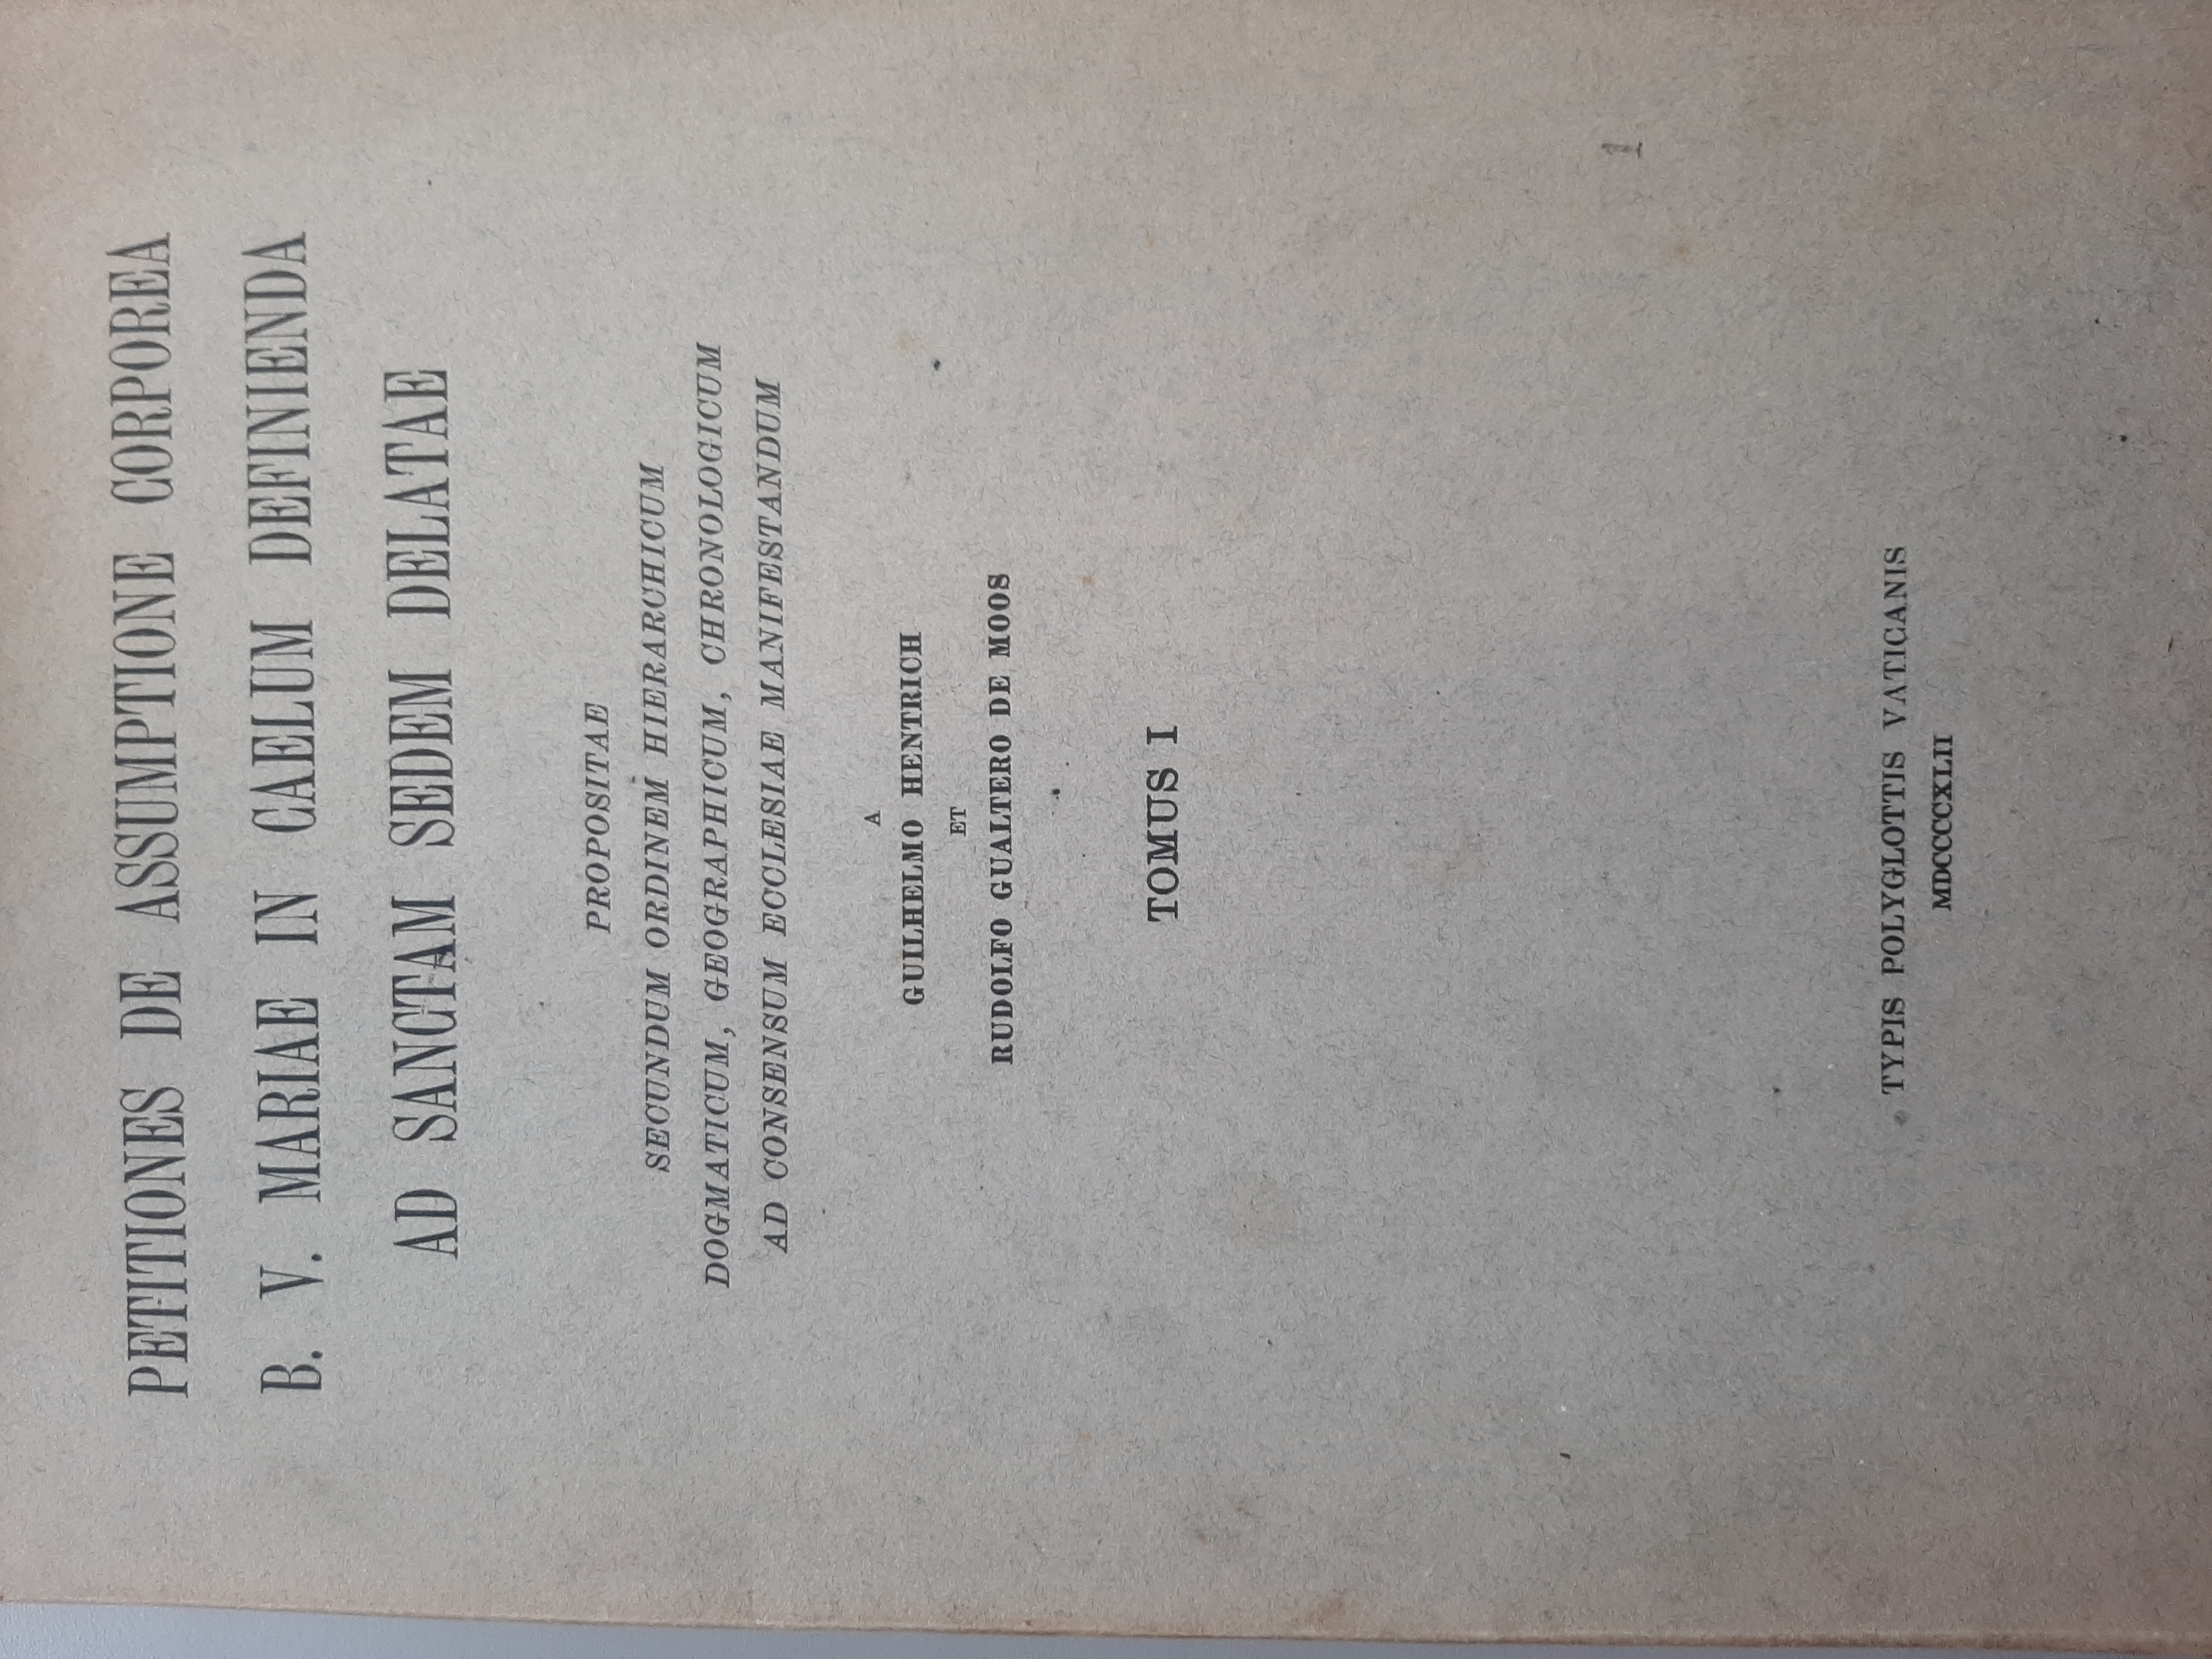 PETITIONES DE ASSUMPTIONE CORPOREA
B. V. MARIAE IN CAELUM DEFINIENDA
AD SANCTAM SEDEM DELATAE
PROPOSITAE
SECUNDUM ORDINEM HIERARCHICUM
DOGMATICUM, GEOGRAPHICUM, CHRONOLOGICUM
AD CONSENSUM ECCLESIAE MANIFESTANDUM
A
GUILHELMO HENTRICH
ET
RUDOLFO GUALTERO DE MOOS
TOMUS I
1
TYPIS POLYGLOTTIS VATICANIS
MDCCCCXLII